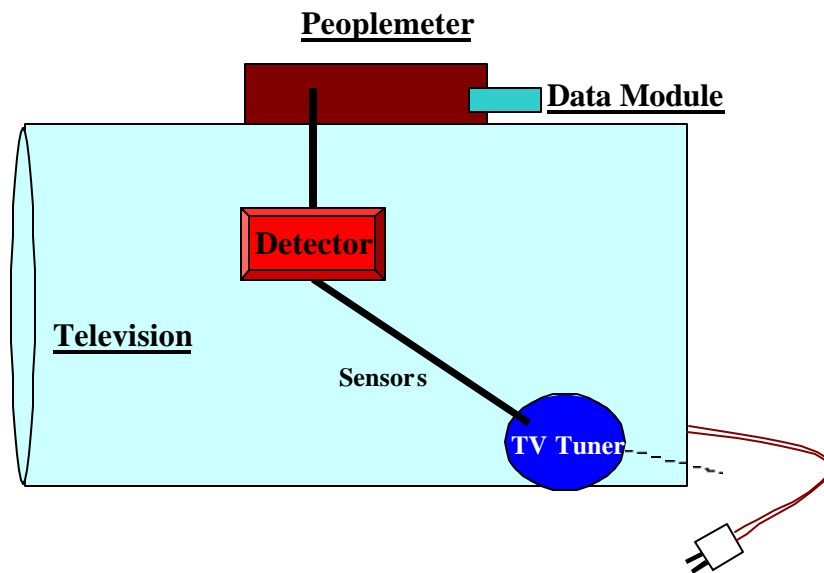 Peoplemeter
Data Module
Detector
Television
Sensors
TV Tuner